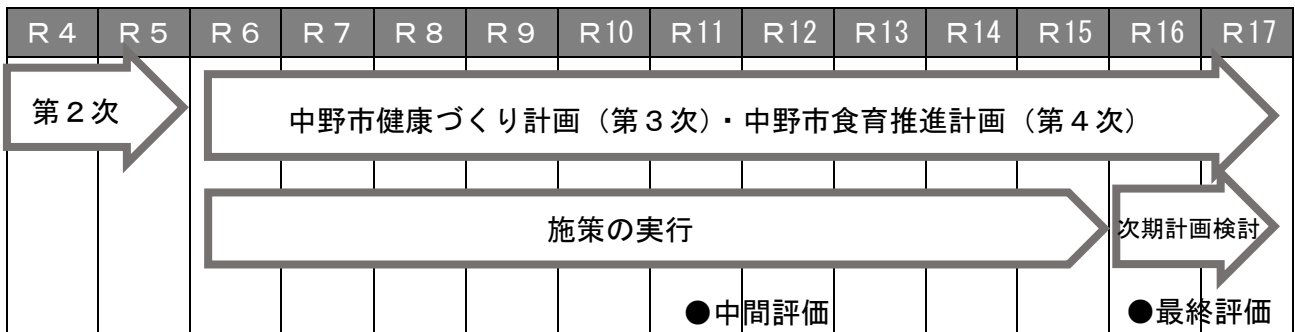 R4 R5 R6 R7 R8 R9 R10 R11 R12 R13 R14 R15 R16 R17
第2次 中野市健康づくり計画（第3次）・中野市食育推進計画（第4次）
施策の実行 次期計画検討
●中間評価 ●最終評価